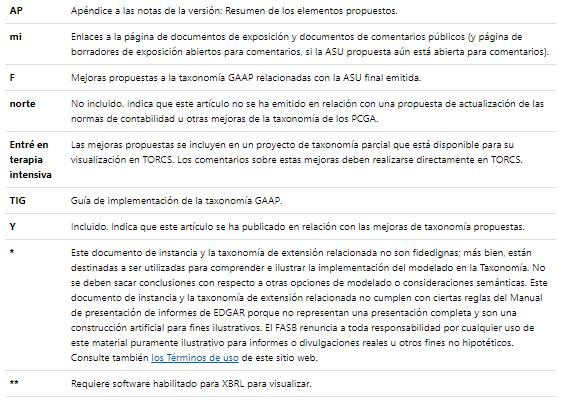 AP Apéndice a las notas de la versión: Resumen de los elementos propuestos.
mi Enlaces a la página de documentos de exposición y documentos de comentarios públicos (y página de
borradores de exposición abiertos para comentarios, si la ASU propuesta aún está abierta para comentarios).
F Mejoras propuestas a la taxonomía GAAP relacionadas con la ASU final emitida.
norte No incluido. Indica que este artículo no se ha emitido en relación con una propuesta de actualización de las
normas de contabilidad u otras mejoras de la taxonomía de los PCGA.
Entré en Las mejoras propuestas se incluyen en un proyecto de taxonomía parcial que está disponible para su
terapia visualización en TORCS. Los comentarios sobre estas mejoras deben realizarse directamente en TORCS.
intensiva
TIG Guía de implementación de la taxonomía GAAP.
Y Incluido. Indica que este artículo se ha publicado en relación con las mejoras de taxonomía propuestas.
* Este documento de instancia y la taxonomía de extensión relacionada no son fidedignas; más bien, están
destinadas a ser utilizadas para comprender e ilustrar la implementación del modelado en la Taxonomía. No
se deben sacar conclusiones con respecto a otras opciones de modelado o consideraciones semánticas. Este
documento de instancia y la taxonomía de extensión relacionada no cumplen con ciertas reglas del Manual
de presentación de informes de EDGAR porque no representan una presentación completa y son una
construcción artificial para fines ilustrativos. El FASB renuncia a toda responsabilidad por cualquier uso de
este material puramente ilustrativo para informes o divulgaciones reales u otros fines no hipotéticos.
Consulte también los Términos de uso de este sitio web.
** Requiere software habilitado para XBRL para visualizar.